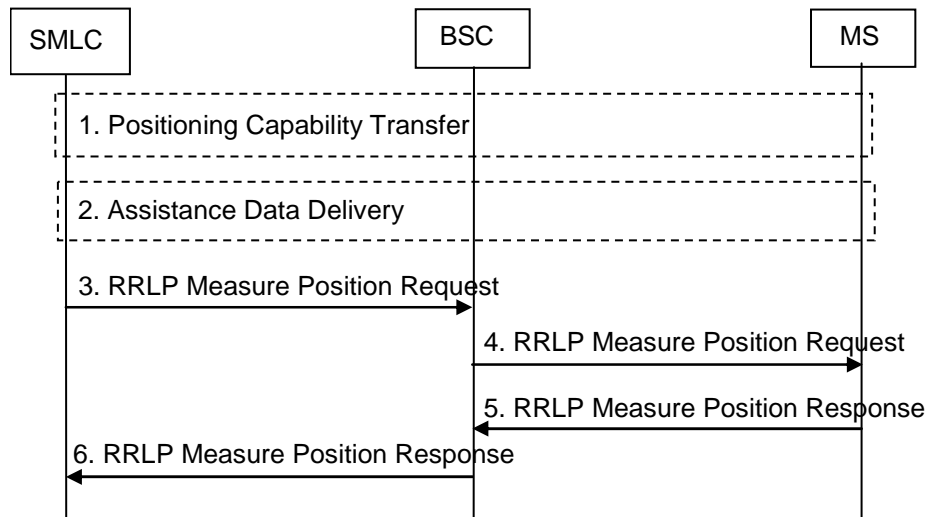 SMLC
BSC
MS
1. Positioning Capability Transfer
2. Assistance Data Delivery
3. RRLP Measure Position Request
4. RRLP Measure Position Request
5. RRLP Measure Position Response
6. RRLP Measure Position Response